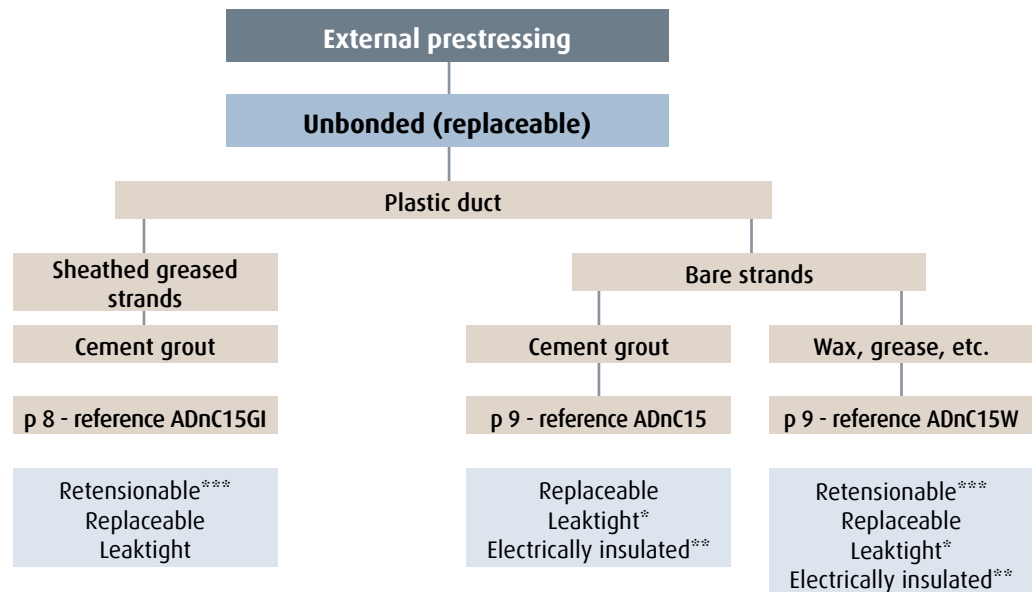 External prestressing
Unbonded (replaceable)
Plastic duct
Sheathed greased
strands
Bare strands
Cement grout
Cement grout
Wax, grease, etc.
p 8 - reference ADnC15GI
p 9 - reference ADnC15
p 9 - reference ADnC15W
Retensionable***
Replaceable
Leaktight
Replaceable
Leaktight*
Electrically insulated**
Retensionable***
Replaceable
Leaktight*
Electrically insulated**